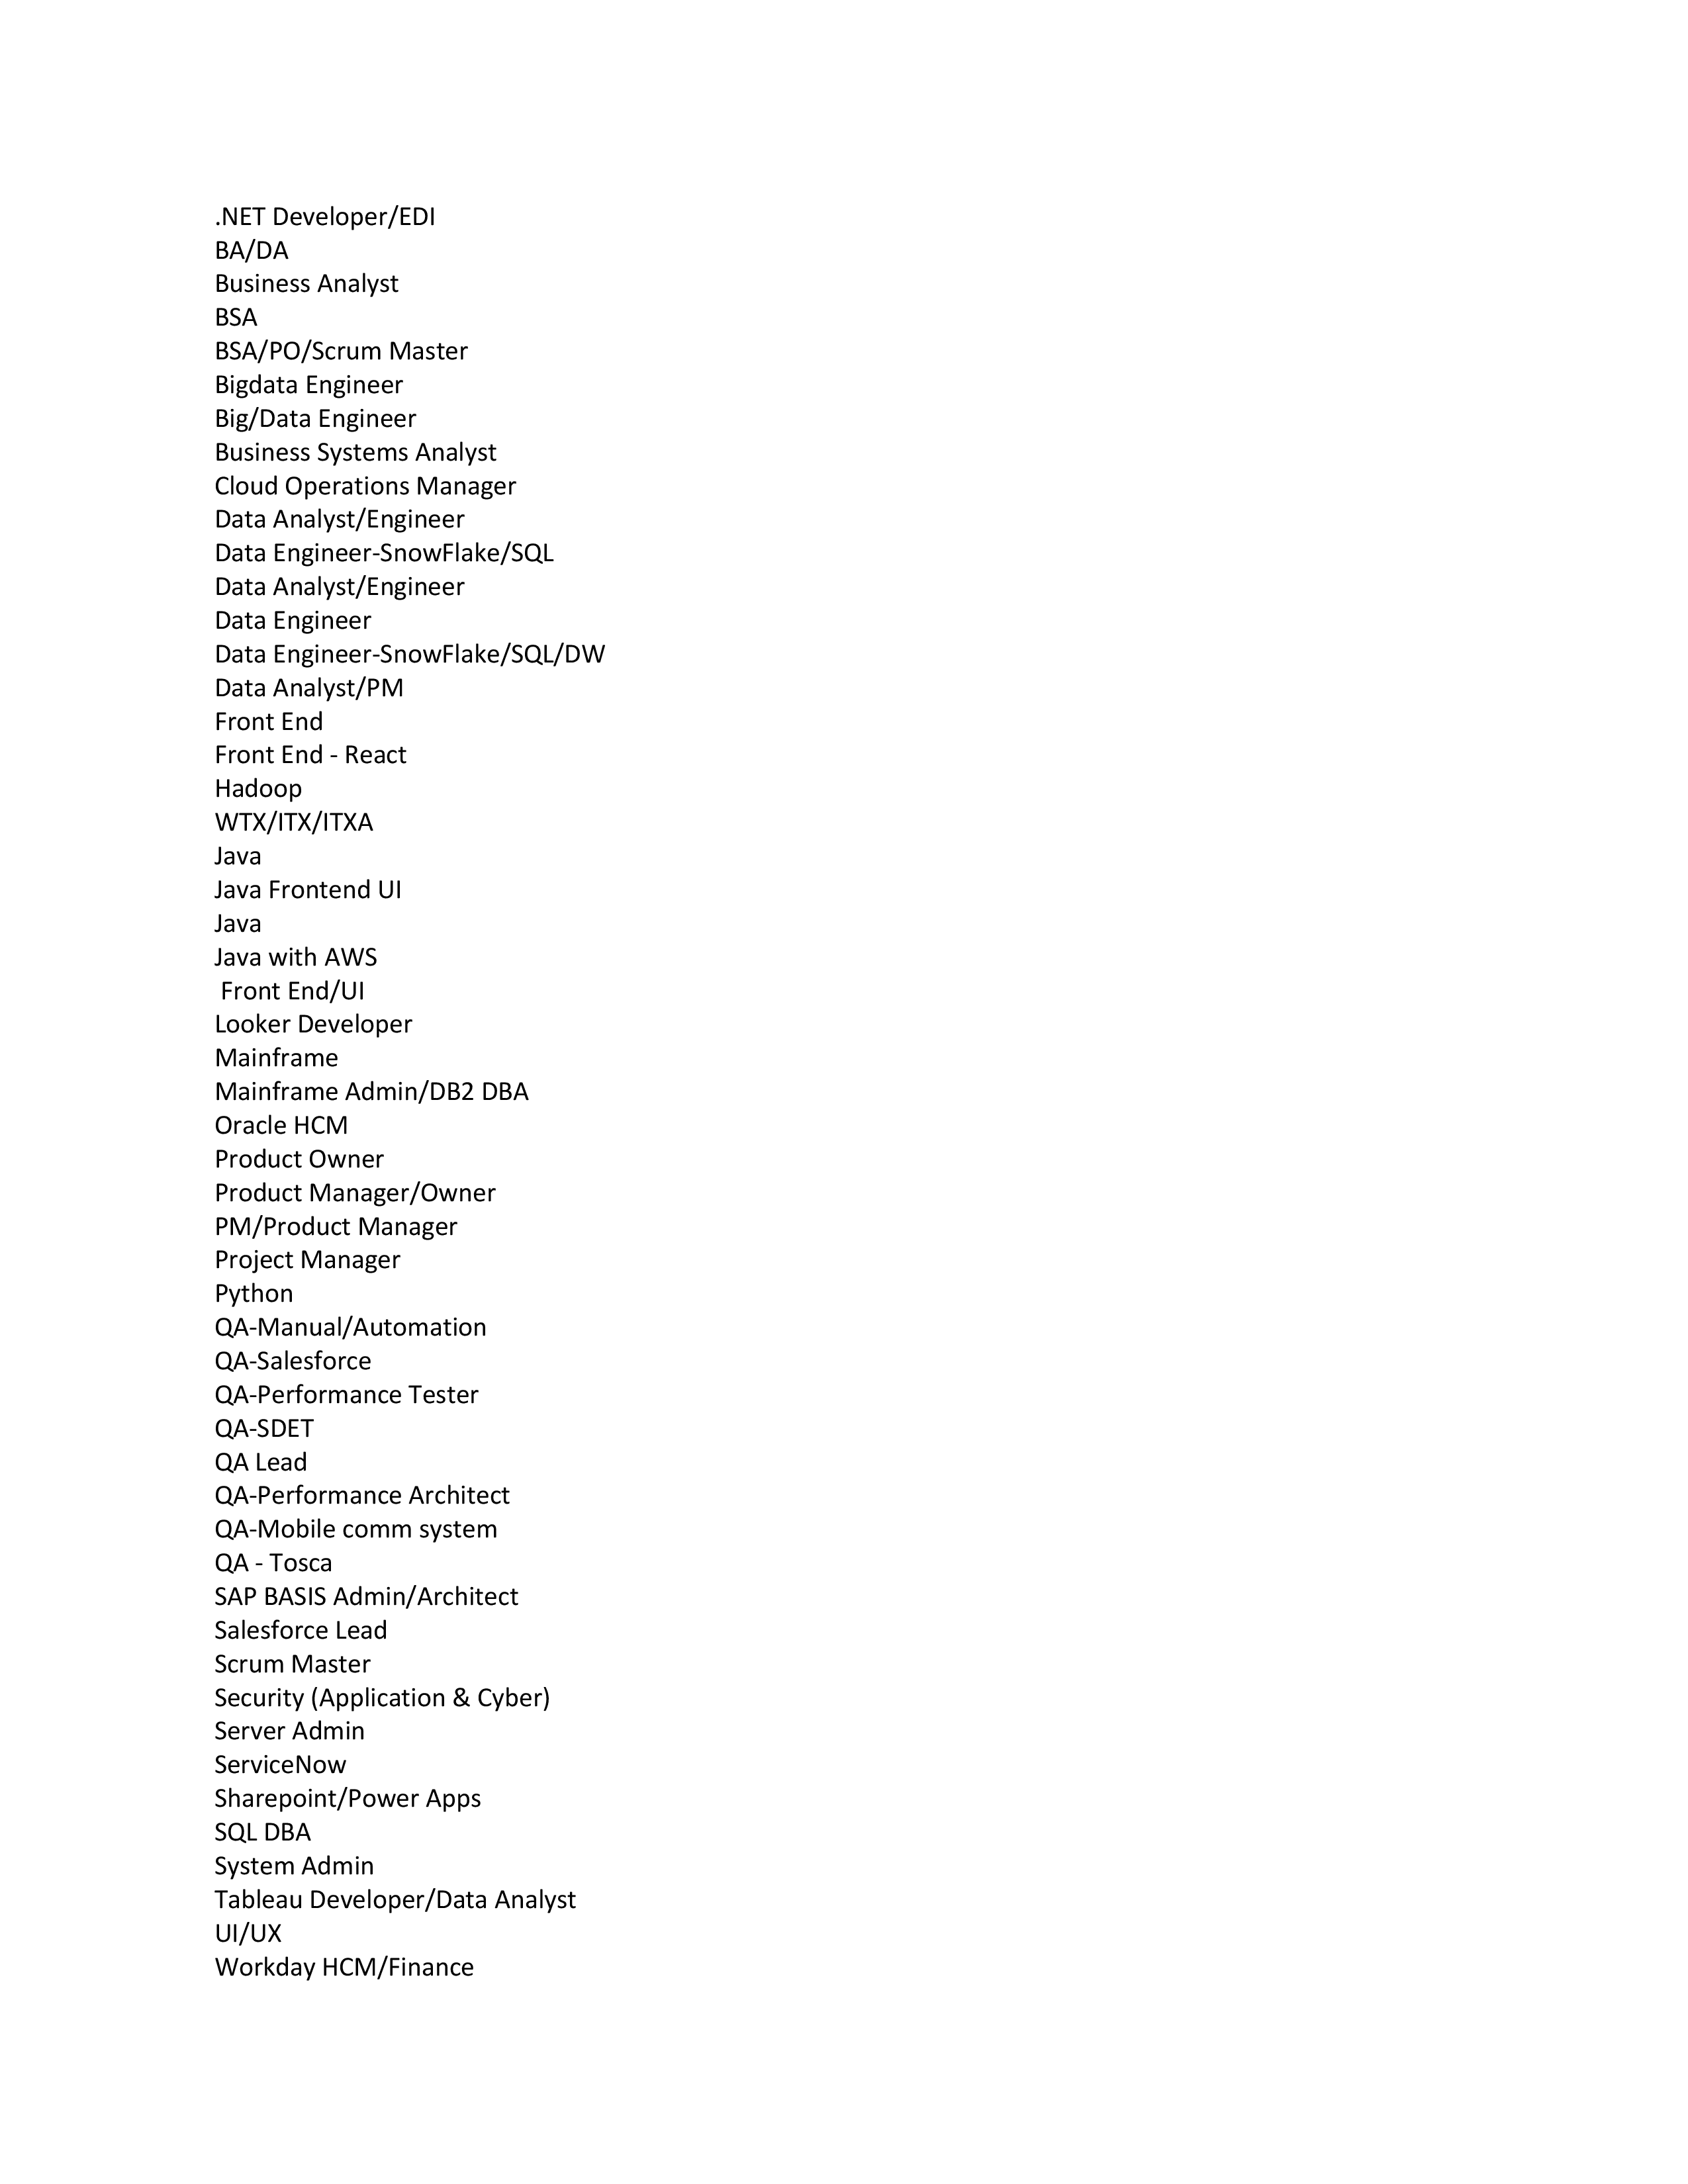 .NET Developer/EDI
BA/DA
Business Analyst
BSA
BSA/PO/Scrum Master
Bigdata Engineer
Big/Data Engineer
Business Systems Analyst
Cloud Operations Manager
Data Analyst/Engineer
Data Engineer-SnowFlake/SQL
Data Analyst/Engineer
Data Engineer
Data Engineer-SnowFlake/SQL/DW
Data Analyst/PM
Front End
Front End - React
Hadoop
WTX/ITX/ITXA
Java
Java Frontend UI
Java
Java with AWS
Front End/UI
Looker Developer
Mainframe
Mainframe Admin/DB2 DBA
Oracle HCM
Product Owner
Product Manager/Owner
PM/Product Manager
Project Manager
Python
QA-Manual/Automation
QA-Salesforce
QA-Performance Tester
QA-SDET
QA Lead
QA-Performance Architect
QA-Mobile comm system
QA - Tosca
SAP BASIS Admin/Architect
Salesforce Lead
Scrum Master
Security (Application & Cyber)
Server Admin
ServiceNow
Sharepoint/Power Apps
SQL DBA
System Admin
Tableau Developer/Data Analyst
UI/UX
Workday HCM/Finance